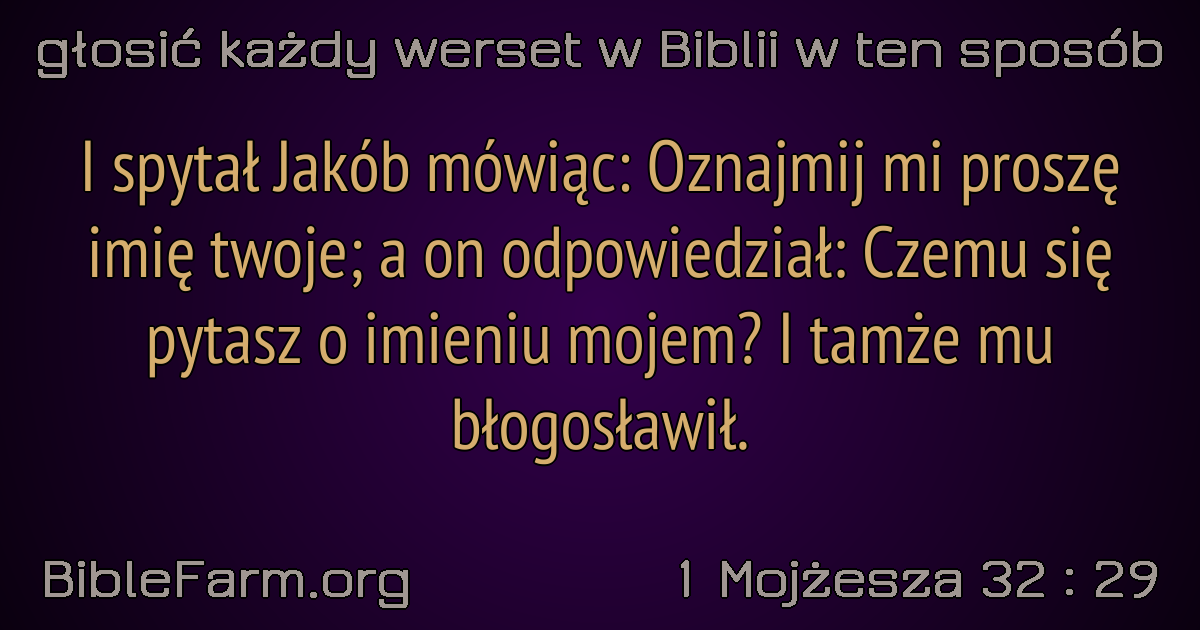 głosić każdy werset w Biblii w ten sposób
I spytał Jakób mówiąc: Oznajmij mi proszę
imię twoje; a on odpowiedział: Czemu się
pytasz o imieniu mojem? I tamże mu
błogosławił.
BibleFarm.org
1 Mojżesza 32 : 29